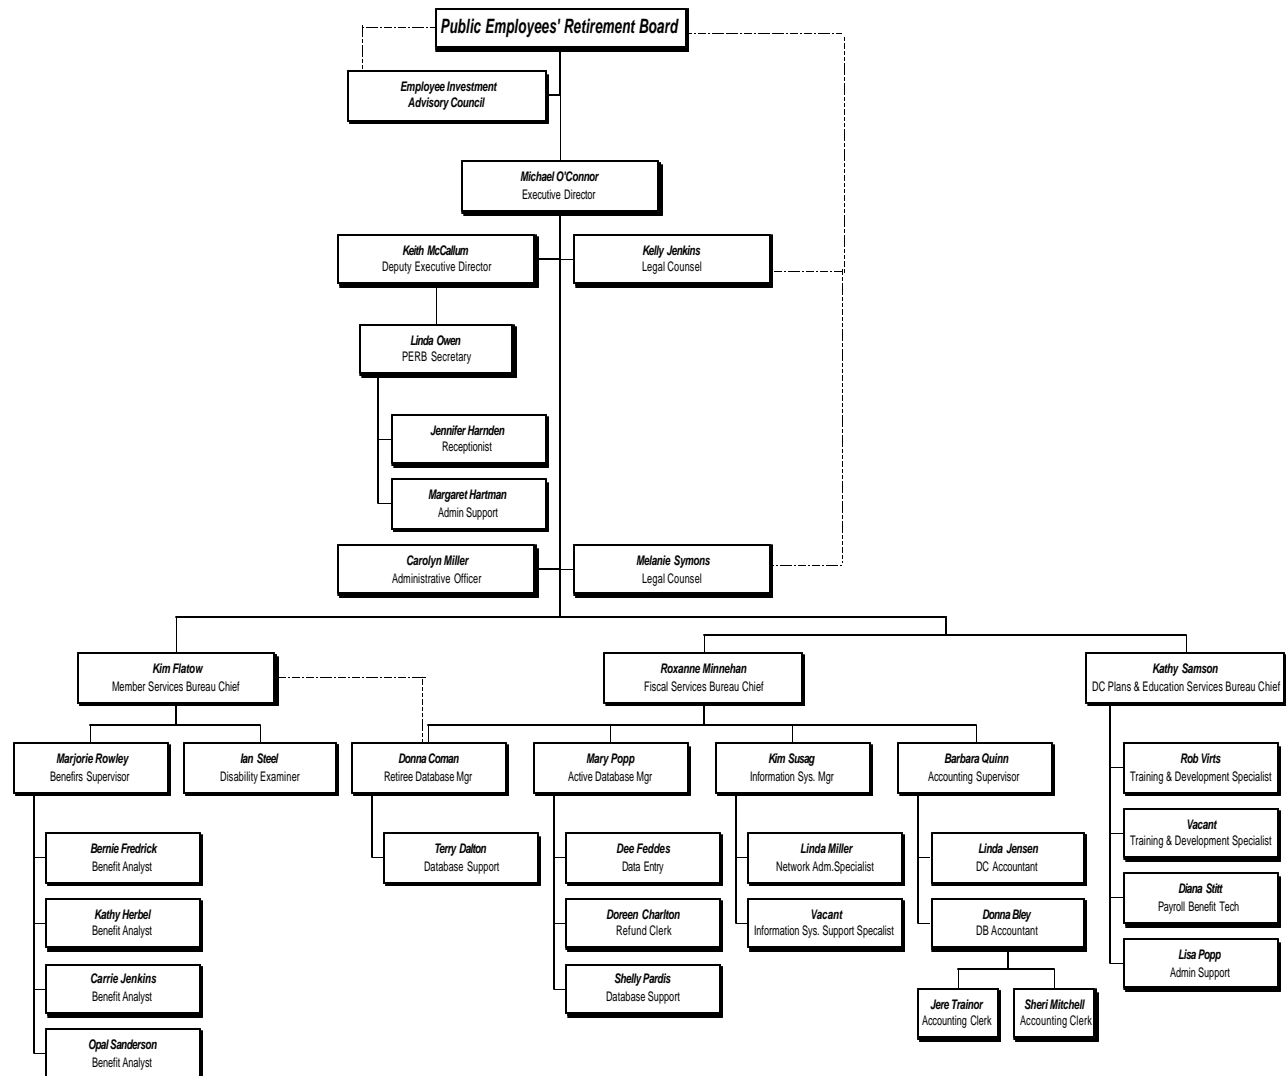 Public Employees' Retirement Board
Employee Investment
Advisory Council
Michael O'Connor
Executive Director
Keith McCallum
Deputy Executive Director
Kelly Jenkins
Legal Counsel
Linda Owen
PERB Secretary
Jennifer Harnden
Receptionist
Margaret Hartman
Admin Support
Carolyn Miller
Administrative Officer
Melanie Symons
Legal Counsel
Kim Flatow
Member Services Bureau Chief
Roxanne Minnehan
Fiscal Services Bureau Chief
Kathy Samson
DC Plans & Education Services Bureau Chief
Marjorie Rowley
Benefirs Supervisor
Ian Steel
Disability Examiner
Donna Coman
Retiree Database Mgr
Mary Popp
Active Database Mgr
Kim Susag
Information Sys. Mgr
Barbara Quinn
Accounting Supervisor
Rob Virts
Training & Development Specialist
Bernie Fredrick
Benefit Analyst
Terry Dalton
Database Support
Dee Feddes
Data Entry
Linda Miller
Network Adm.Specialist
Linda Jensen
DC Accountant
Vacant
Training & Development Specialist
Kathy Herbel
Benefit Analyst
Doreen Charlton
Refund Clerk
Vacant
Information Sys. Support Specalist
Donna Bley
DB Accountant
Diana Stitt
Payroll Benefit Tech
Carrie Jenkins
Benefit Analyst
Shelly Pardis
Database Support
Lisa Popp
Admin Support
Jere Trainor
Accounting Clerk
Sheri Mitchell
Accounting Clerk
Opal Sanderson
Benefit Analyst